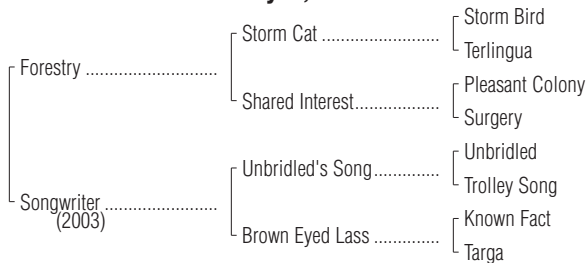 Storm Bird
Storm Cat ..............................
Terlingua
Forestry ..................................
Pleasant Colony
Shared Interest......................
Surgery
Unbridled
Unbridled's Song.................
Trolley Song
Songwriter .............................
(2003)
Known Fact
Brown Eyed Lass .................
Targa